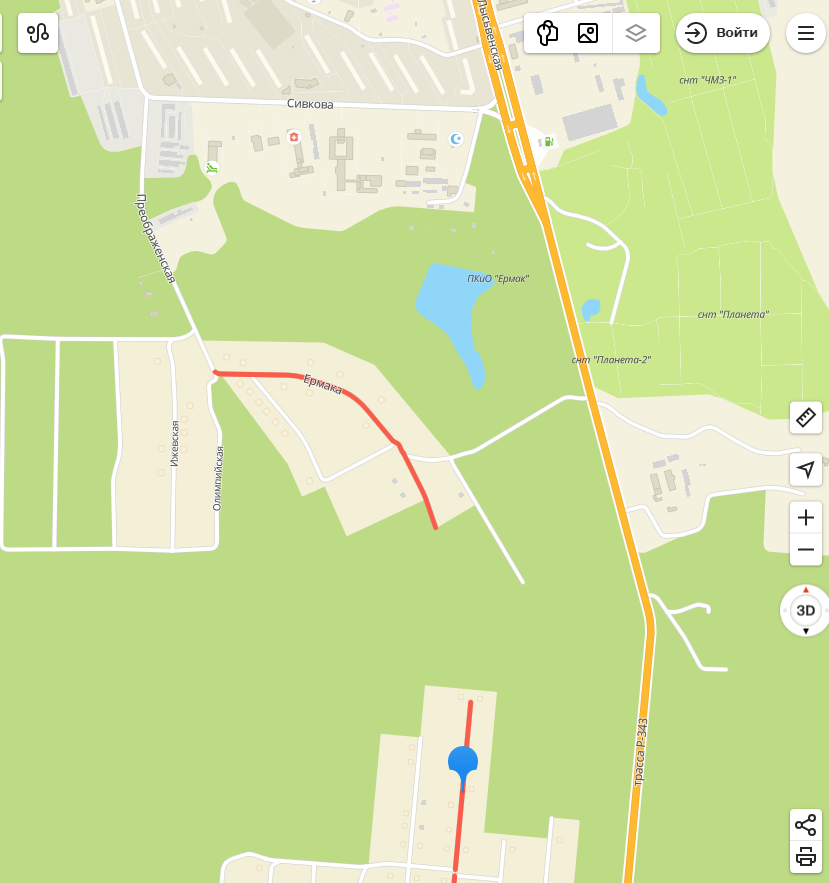 Лысьвенская
Войти
снт "ЧМЗ-1"
Сивкова
Преображенская
ПКиО "Ермак"
снт "Планета"
снт "Планета-2"
Ермака
Ижевская
Олимпийская
3D
трасса Р-343